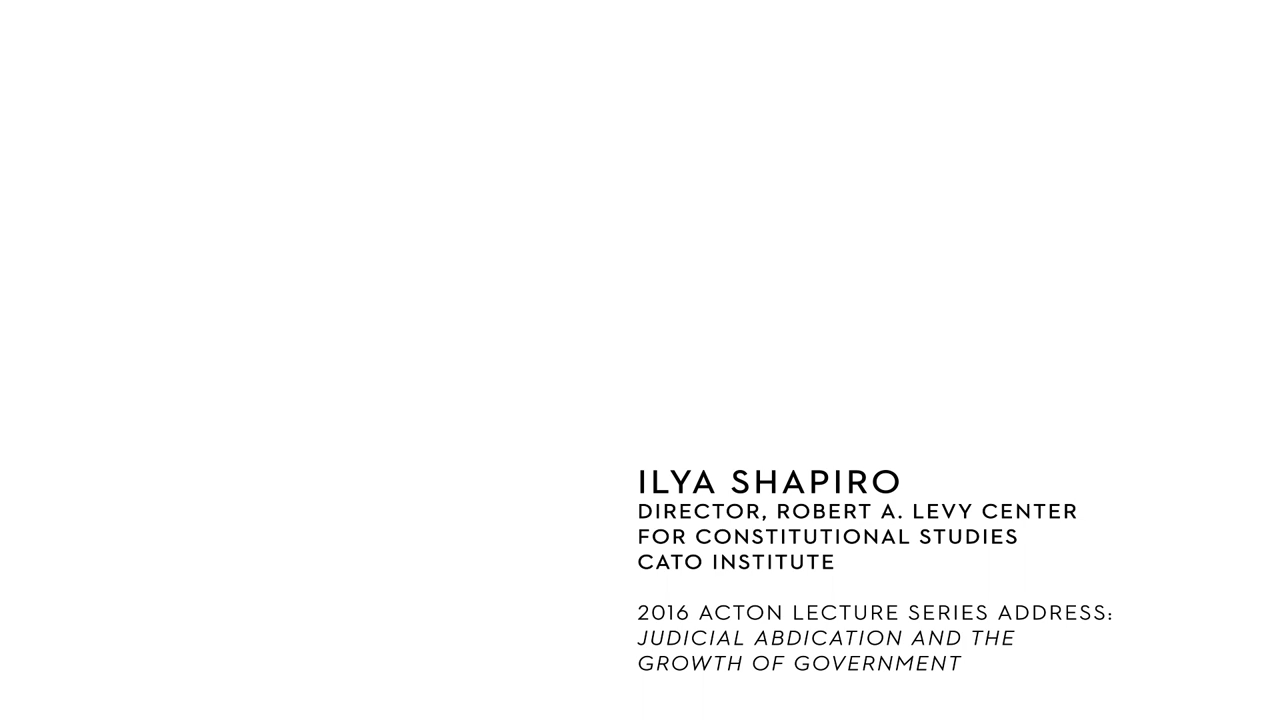 ILYA SHAPIRO
DIRECTOR, ROBERT A. LEVY CENTER
FOR CONSTITUTIONAL STUDIES
CATO INSTITUTE
2016 ACTON LECTURE SERIES ADDRESS:
JUDICIAL ABDICATION AND THE
GROWTH OF GOVERNMENT